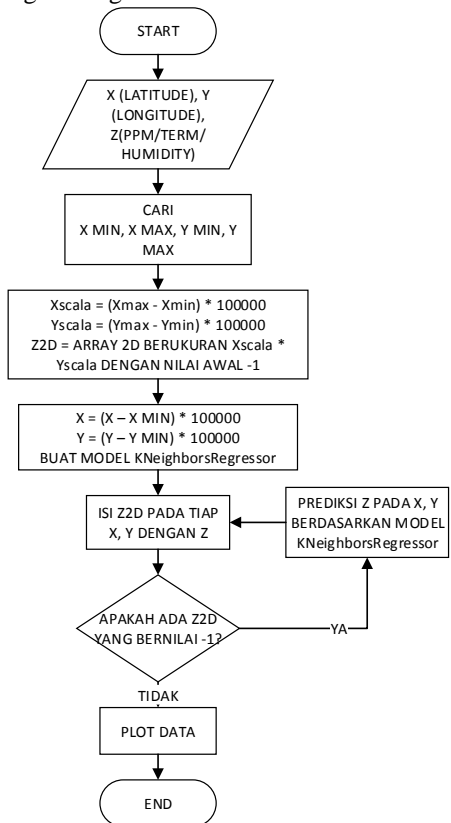 START
X (LATITUDE), Y
(LONGITUDE),
Z(PPM/TERM/
HUMIDITY)
CARI
X MIN, X MAX, Y MIN, Y
MAX
Xscala = (Xmax - Xmin) * 100000
Yscala = (Ymax - Ymin) * 100000
Z2D = ARRAY 2D BERUKURAN Xscala *
Yscala DENGAN NILAI AWAL -1
X = (X – X MIN) * 100000
Y = (Y – Y MIN) * 100000
BUAT MODEL KNeighborsRegressor
ISI Z2D PADA TIAP
X, Y DENGAN Z
PREDIKSI Z PADA X, Y
BERDASARKAN MODEL
KNeighborsRegressor
APAKAH ADA Z2D
YANG BERNILAI -1?
YA
TIDAK
PLOT DATA
END